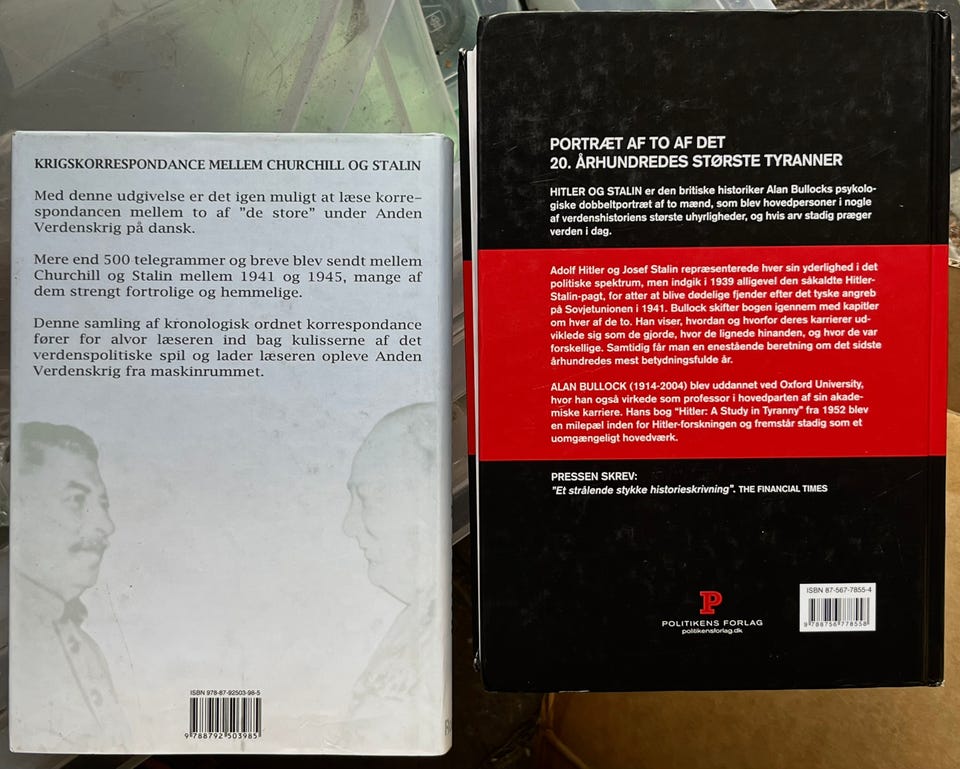 KRIGSKORRESPONDANCE MELLEM CHURCHILL OG STALIN
Med denne udgivelse er det igen muligt at læse korre-
spondancen mellem to af "de store" under Anden
Verdenskrig på dansk.
Mere end 500 telegrammer og breve blev sendt mellem
Churchill og Stalin mellem 1941 og 1945, mange af
dem strengt fortrolige og hemmelige.
Denne samling af kronologisk ordnet korrespondance
fører for alvor læseren ind bag kulisserne af det
verdenspolitiske spil og lader læseren opleve Anden
Verdenskrig fra maskinrummet.
ISBN 978-87-92503-98-5
9 788792 503985
PORTRÆT AF TO AF DET
20. ÅRHUNDREDES STØRSTE TYRANNER
HITLER OG STALIN er den britiske historiker Alan Bullocks psykolo-
giske dobbeltportræt af to mænd, som blev hovedpersoner i nogle
af verdenshistoriens største uhyrligheder, og hvis arv stadig præger
verden i dag.
Adolf Hitler og Josef Stalin repræsenterede hver sin yderlighed i det
politiske spektrum, men indgik i 1939 alligevel den såkaldte Hitler-
Stalin-pagt, for atter at blive dødelige fjender efter det tyske angreb
på Sovjetunionen i 1941. Bullock skifter bogen igennem med kapitler
om hver af de to. Han viser, hvordan og hvorfor deres karrierer ud-
viklede sig som de gjorde, hvor de lignede hinanden, og hvor de var
forskellige. Samtidig får man en enestående beretning om det sidste
århundredes mest betydningsfulde år.
ALAN BULLOCK (1914-2004) blev uddannet ved Oxford University,
hvor han også virkede som professor i hovedparten af sin akade-
miske karriere. Hans bog "Hitler: A Study in Tyranny" fra 1952 blev
en milepæl inden for Hitler-forskningen og fremstår stadig som et
uomgængeligt hovedværk.
PRESSEN SKREV:
"Et strålende stykke historieskrivning". THE FINANCIAL TIMES
P
POLITIKENS FORLAG
politikensforlag.dk
ISBN 87-567-7855-4
9 788756 778558